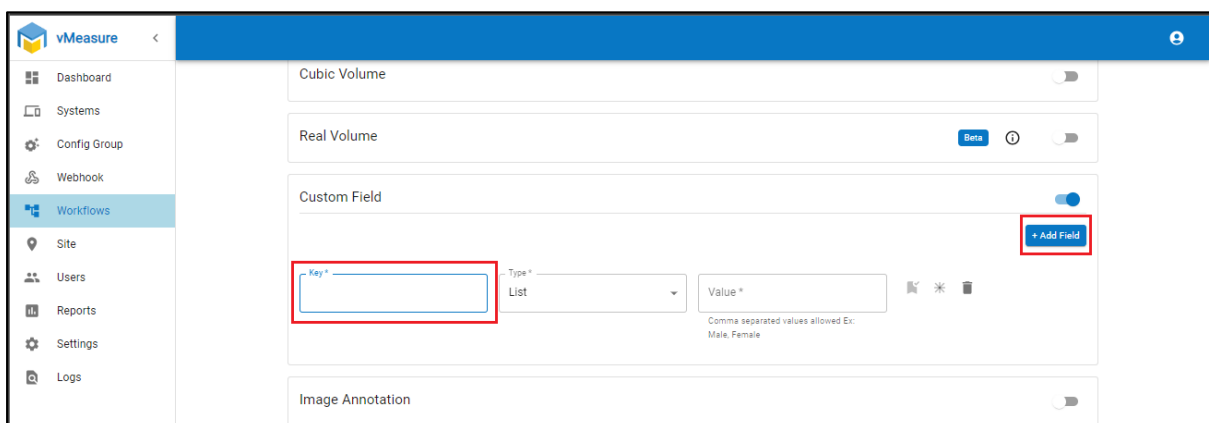 vMeasure
Dashboard
Systems
Config Group
Webhook
Workflows
Site
Users
Reports
Settings
Logs
Cubic Volume
Real Volume
Beta
Custom Field
+ Add Field
Key *
Type *
List
Value *
Comma separated values allowed Ex:
Male, Female
Image Annotation